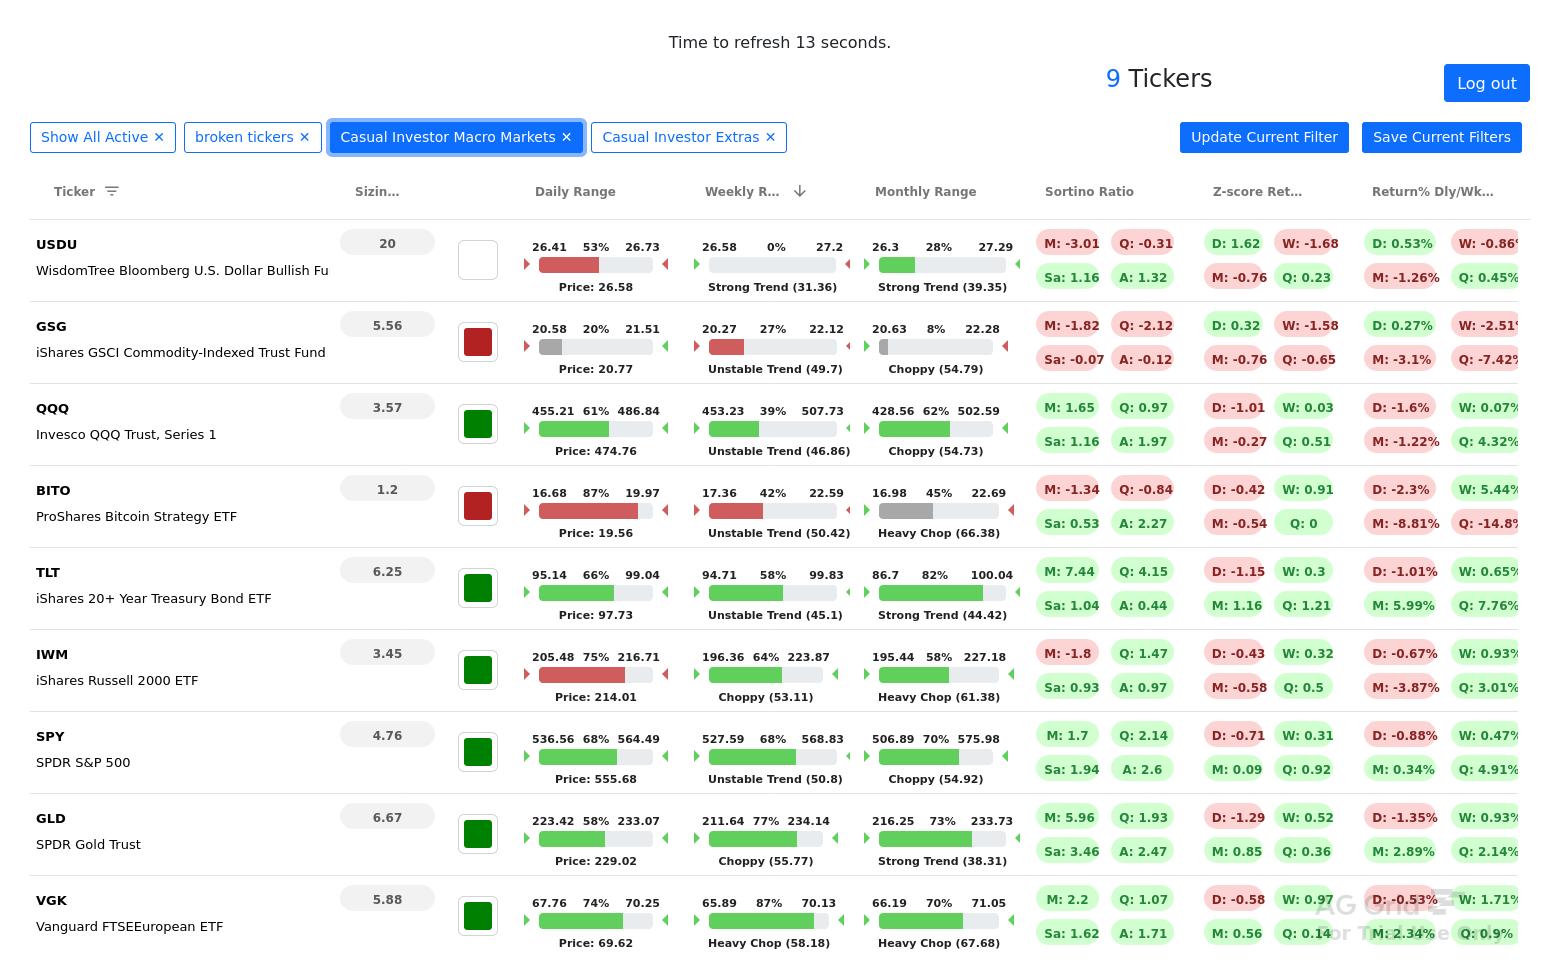 Time to refresh 13 seconds.
9 Tickers
Log out
Show All Active ✕ broken tickers ✕ Casual Investor Macro Markets ✕ Casual Investor Extras ✕ Update Current Filter Save Current Filters
Ticker Sizin… Daily Range Weekly R… Monthly Range Sortino Ratio Z-score Ret… Return% Dly/Wk…
USDU 20 26.41 53% 26.73 26.58 0% 27.2 26.3 28% 27.29 M: -3.01 Q: -0.31 D: 1.62 W: -1.68 D: 0.53% W: -0.86%
WisdomTree Bloomberg U.S. Dollar Bullish Fu Sa: 1.16 A: 1.32 M: -0.76 Q: 0.23 M: -1.26% Q: 0.45%
Price: 26.58 Strong Trend (31.36) Strong Trend (39.35)
GSG 5.56 20.58 20% 21.51 20.27 27% 22.12 20.63 8% 22.28 M: -1.82 Q: -2.12 D: 0.32 W: -1.58 D: 0.27% W: -2.51%
iShares GSCI Commodity-Indexed Trust Fund Sa: -0.07 A: -0.12 M: -0.76 Q: -0.65 M: -3.1% Q: -7.42%
Price: 20.77 Unstable Trend (49.7) Choppy (54.79)
QQQ 3.57 455.21 61% 486.84 453.23 39% 507.73 428.56 62% 502.59 M: 1.65 Q: 0.97 D: -1.01 W: 0.03 D: -1.6% W: 0.07%
Invesco QQQ Trust, Series 1 Sa: 1.16 A: 1.97 M: -0.27 Q: 0.51 M: -1.22% Q: 4.32%
Price: 474.76 Unstable Trend (46.86) Choppy (54.73)
BITO 1.2 16.68 87% 19.97 17.36 42% 22.59 16.98 45% 22.69 M: -1.34 Q: -0.84 D: -0.42 W: 0.91 D: -2.3% W: 5.44%
ProShares Bitcoin Strategy ETF Sa: 0.53 A: 2.27 M: -0.54 Q: 0 M: -8.81% Q: -14.8%
Price: 19.56 Unstable Trend (50.42) Heavy Chop (66.38)
TLT 6.25 95.14 66% 99.04 94.71 58% 99.83 86.7 82% 100.04 M: 7.44 Q: 4.15 D: -1.15 W: 0.3 D: -1.01% W: 0.65%
iShares 20+ Year Treasury Bond ETF Sa: 1.04 A: 0.44 M: 1.16 Q: 1.21 M: 5.99% Q: 7.76%
Price: 97.73 Unstable Trend (45.1) Strong Trend (44.42)
IWM 3.45 205.48 75% 216.71 196.36 64% 223.87 195.44 58% 227.18 M: -1.8 Q: 1.47 D: -0.43 W: 0.32 D: -0.67% W: 0.93%
iShares Russell 2000 ETF Sa: 0.93 A: 0.97 M: -0.58 Q: 0.5 M: -3.87% Q: 3.01%
Price: 214.01 Choppy (53.11) Heavy Chop (61.38)
SPY 4.76 536.56 68% 564.49 527.59 68% 568.83 506.89 70% 575.98 M: 1.7 Q: 2.14 D: -0.71 W: 0.31 D: -0.88% W: 0.47%
SPDR S&P 500 Sa: 1.94 A: 2.6 M: 0.09 Q: 0.92 M: 0.34% Q: 4.91%
Price: 555.68 Unstable Trend (50.8) Choppy (54.92)
GLD 6.67 223.42 58% 233.07 211.64 77% 234.14 216.25 73% 233.73 M: 5.96 Q: 1.93 D: -1.29 W: 0.52 D: -1.35% W: 0.93%
SPDR Gold Trust Sa: 3.46 A: 2.47 M: 0.85 Q: 0.36 M: 2.89% Q: 2.14%
Price: 229.02 Choppy (55.77) Strong Trend (38.31)
VGK 5.88 67.76 74% 70.25 65.89 87% 70.13 66.19 70% 71.05 M: 2.2 Q: 1.07 D: -0.58 W: 0.97 D: -0.53% W: 1.71%
AG Grid
Vanguard FTSEEuropean ETF Sa: 1.62 A: 1.71 M: 0.56 Q: 0.14 M: 2.34% Q: 0.9%
For Trial Use Only
Price: 69.62 Heavy Chop (58.18) Heavy Chop (67.68)